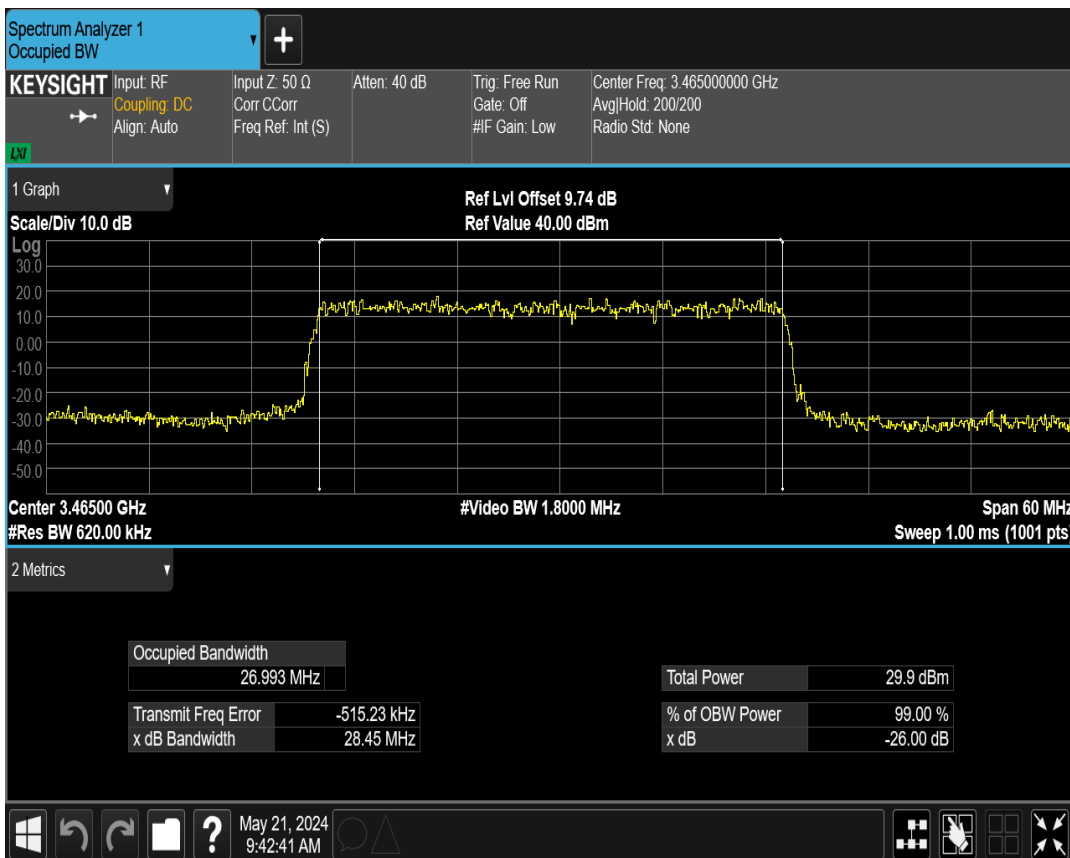 Spectrum Analyzer 1
Occupied BW
KEYSIGHT
LXI
Input: RF
Coupling: DC
Align: Auto
Input Z: 50 Ω
Corr CCorr
Freq Ref: Int (S)
Atten: 40 dB
Trig: Free Run
Gate: Off
#IF Gain: Low
Center Freq: 3.465000000 GHz
Avg|Hold: 200/200
Radio Std: None
1 Graph
Scale/Div 10.0 dB
Ref Lvl Offset 9.74 dB
Ref Value 40.00 dBm
Log
30.0
20.0
10.0
0.00
-10.0
-20.0
-30.0
-40.0
-50.0
Center 3.46500 GHz
#Video BW 1.8000 MHz
Span 60 MHz
#Res BW 620.00 kHz
Sweep 1.00 ms (1001 pts)
2 Metrics
Occupied Bandwidth
26.993 MHz
Total Power 29.9 dBm
Transmit Freq Error -515.23 kHz
% of OBW Power 99.00 %
x dB Bandwidth 28.45 MHz
x dB -26.00 dB
May 21, 2024
9:42:41 AM